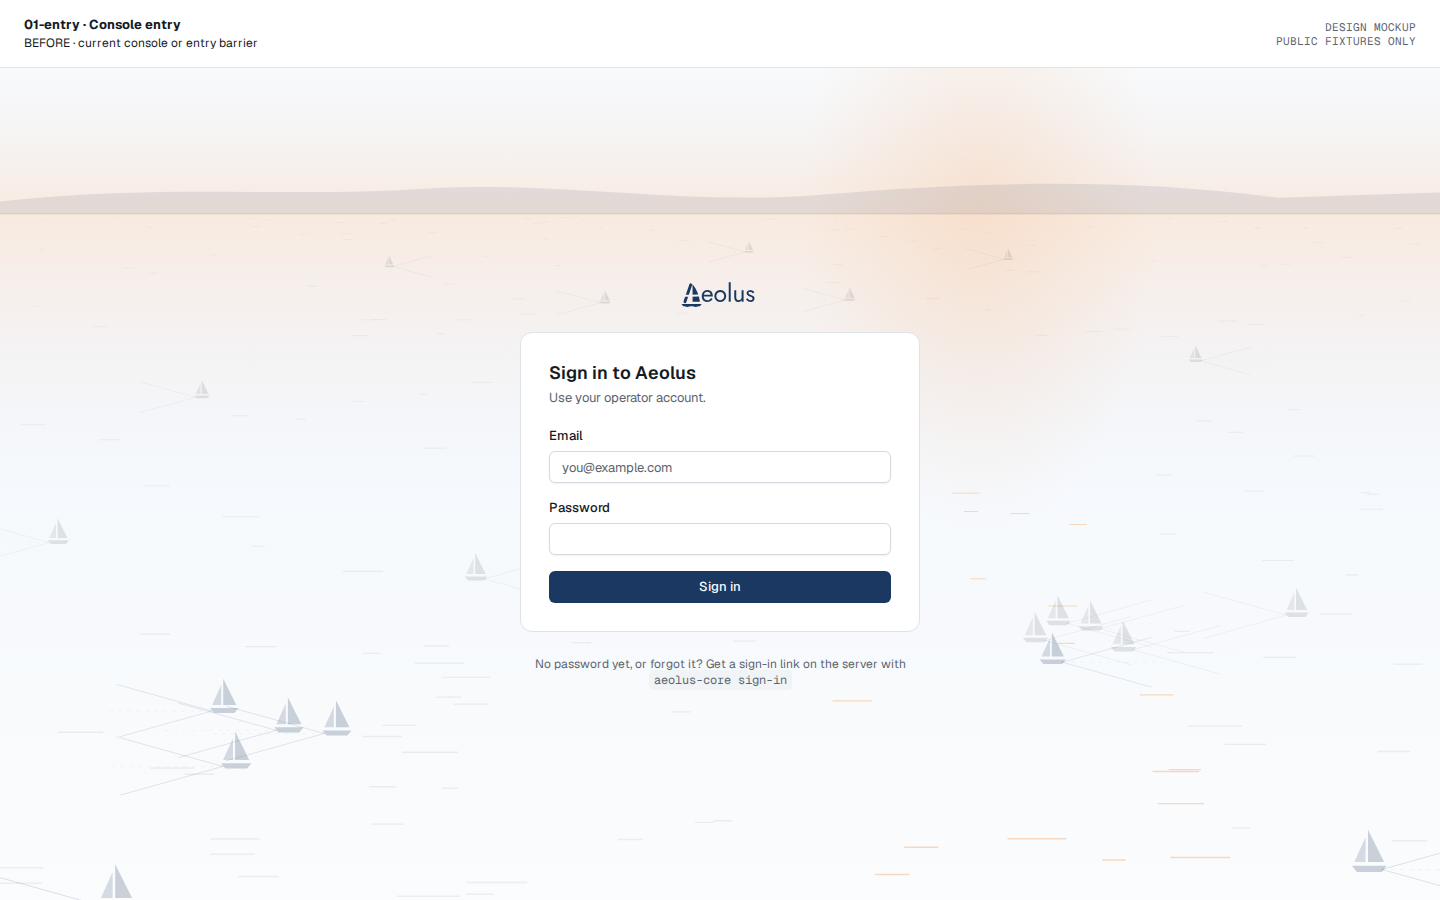 01-entry · Console entry
BEFORE · current console or entry barrier
DESIGN MOCKUP
PUBLIC FIXTURES ONLY
Aeolus
Sign in to Aeolus
Use your operator account.
Email
you@example.com
Password
Sign in
No password yet, or forgot it? Get a sign-in link on the server with
aeolus-core sign-in